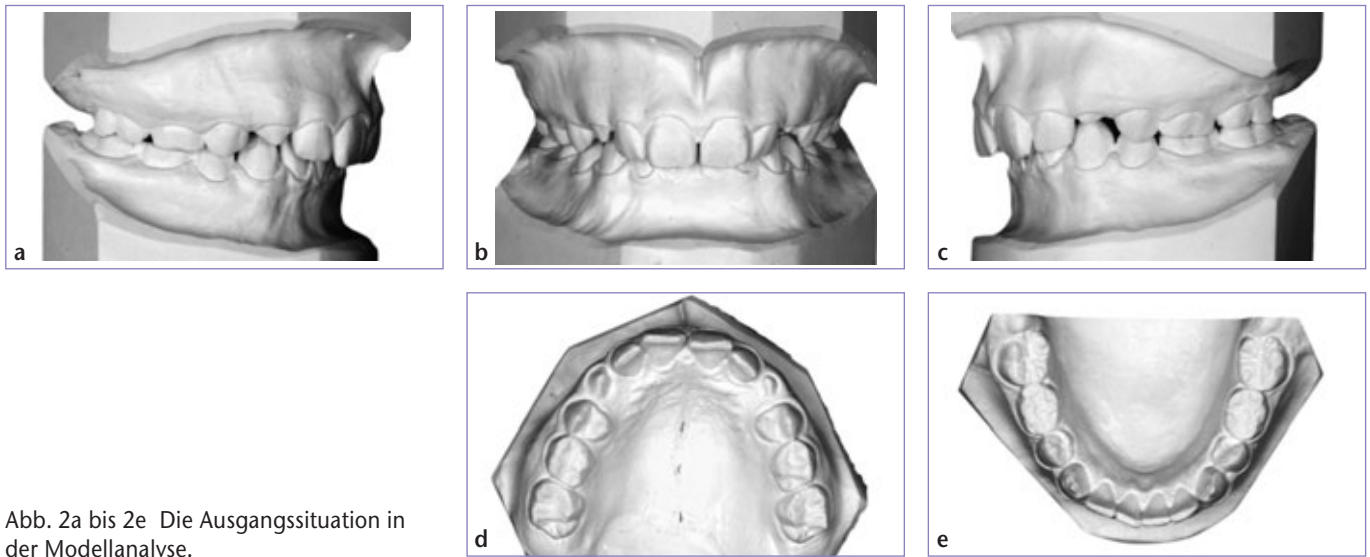 a
b
c
Abb. 2a bis 2e Die Ausgangssituation in
der Modellanalyse.
d
e